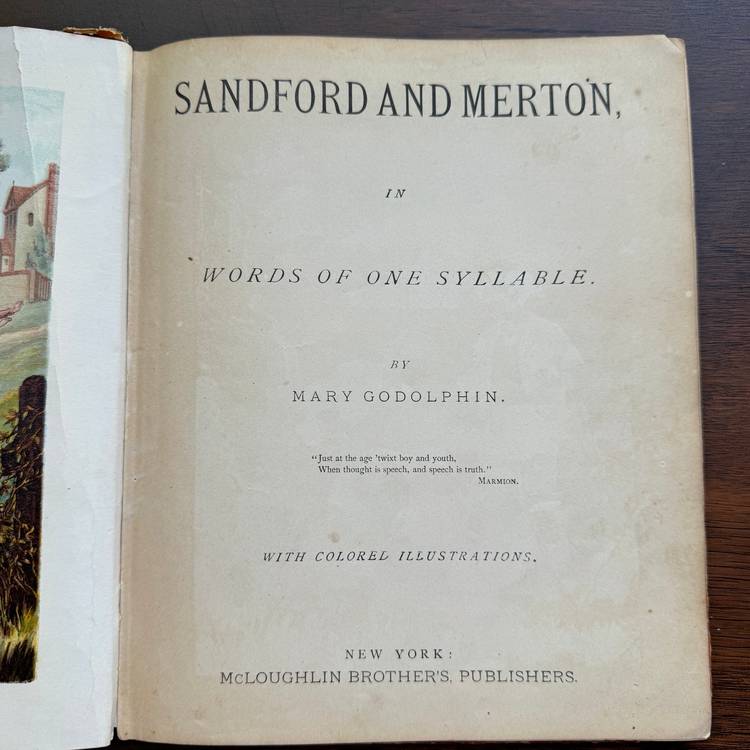 SANDFORD AND MERTON,
IN
WORDS OF ONE SYLLABLE.
BY
MARY GODOLPHIN.
"Just at the age 'twixt boy and youth,
When thought is speech, and speech is truth."
MARMION.
WITH COLORED ILLUSTRATIONS.
NEW YORK:
MCLOUGHLIN BROTHER'S, PUBLISHERS.